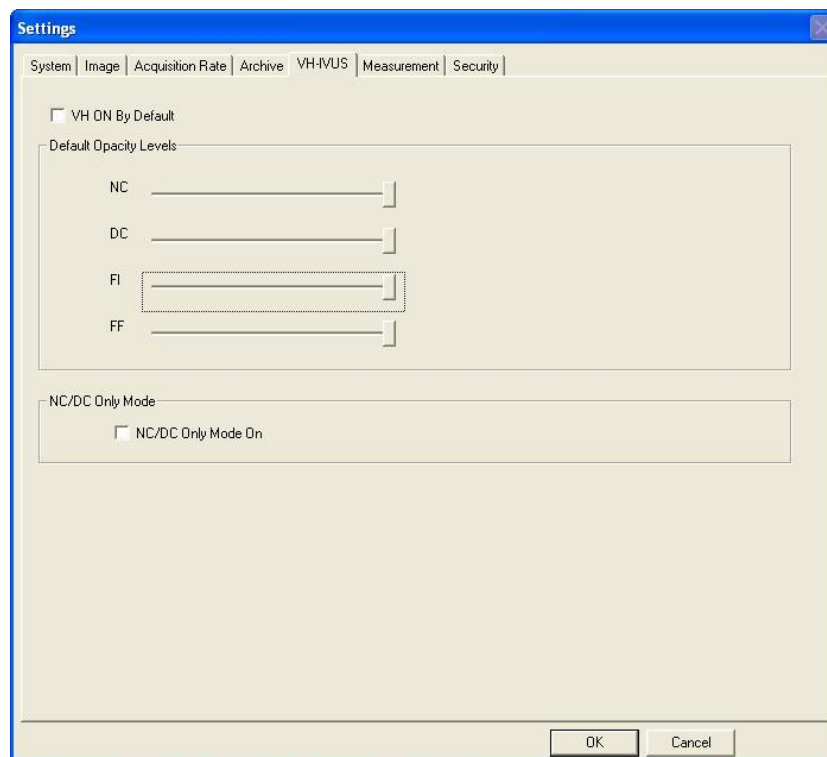 Settings
System Image Acquisition Rate Archive VH-IVUS Measurement Security
VH ON By Default
Default Opacity Levels
NC
DC
FI
FF
NC/DC Only Mode
NC/DC Only Mode On
OK Cancel